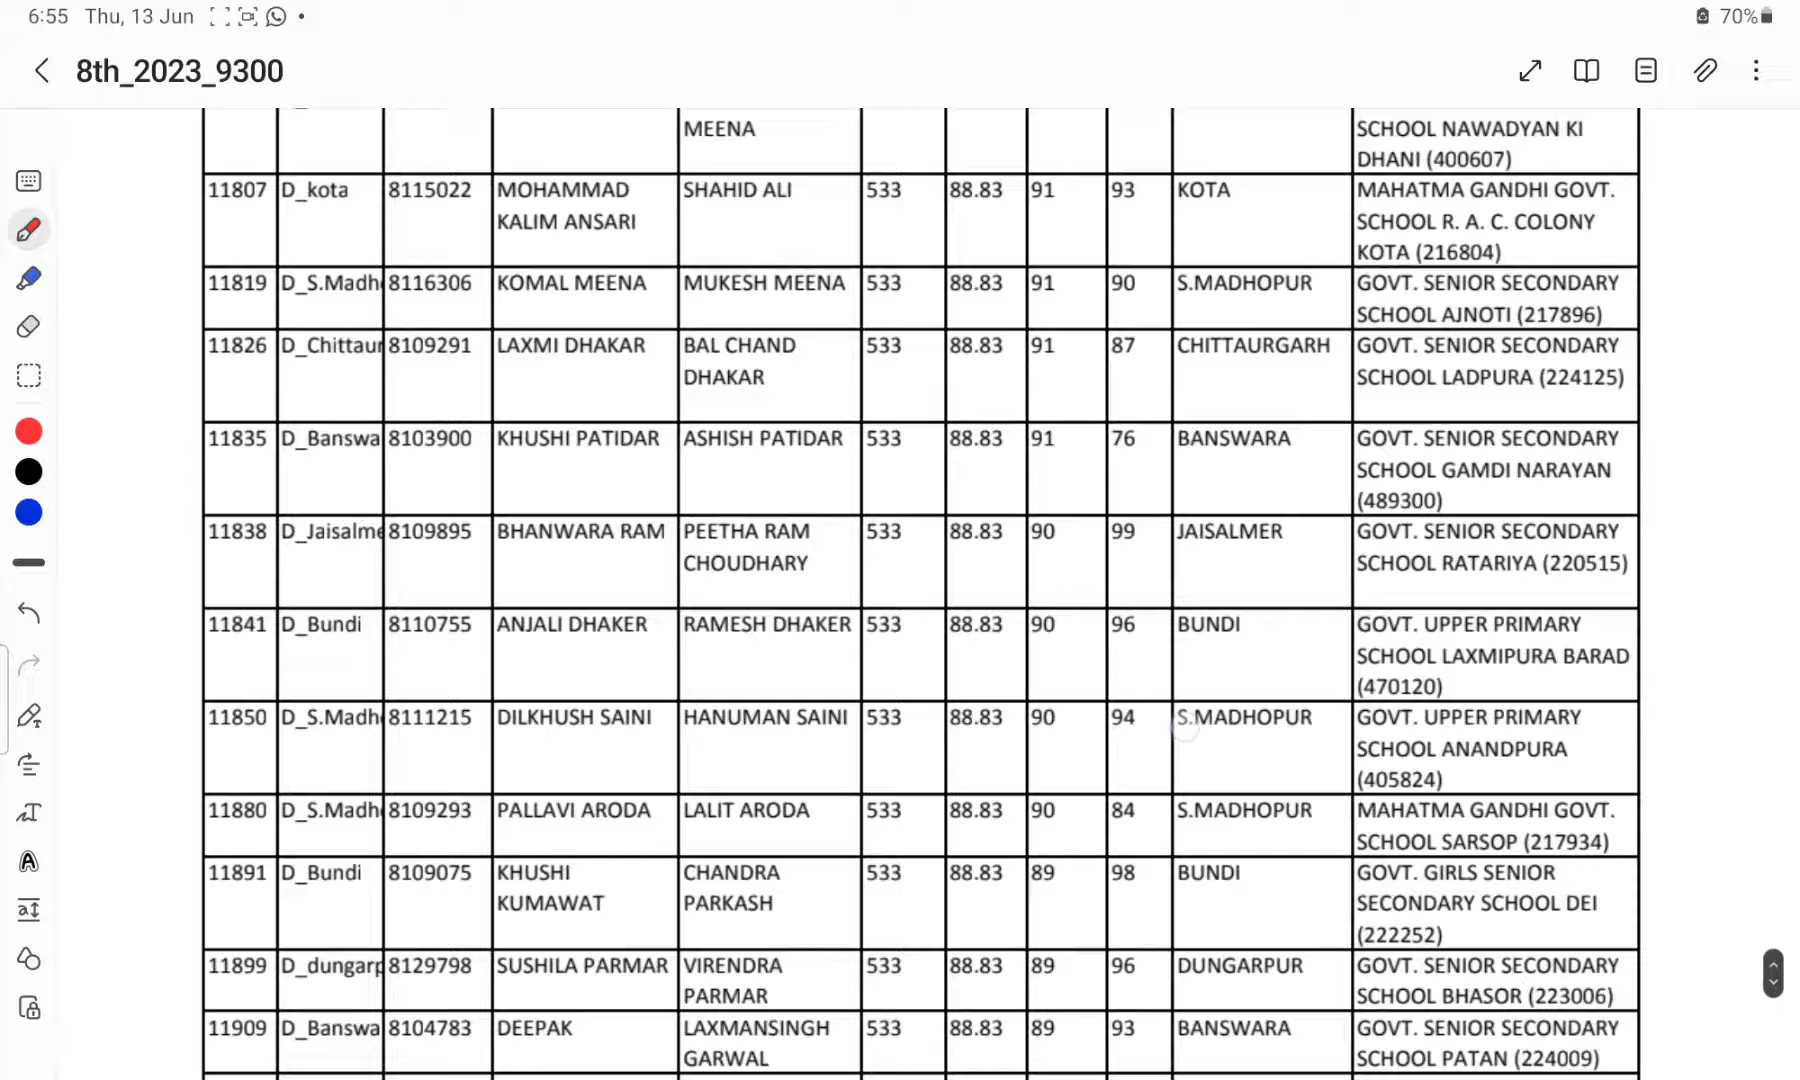 6:55 Thu, 13 Jun 70%
8th_2023_9300
MEENA SCHOOL NAWADYAN KI
DHANI (400607)
11807 D_kota 8115022 MOHAMMAD SHAHID ALI 533 88.83 91 93 KOTA MAHATMA GANDHI GOVT.
KALIM ANSARI SCHOOL R. A. C. COLONY
KOTA (216804)
11819 D_S.Madh 8116306 KOMAL MEENA MUKESH MEENA 533 88.83 91 90 S.MADHOPUR GOVT. SENIOR SECONDARY
SCHOOL AJNOTI (217896)
11826 D_Chittaur 8109291 LAXMI DHAKAR BAL CHAND 533 88.83 91 87 CHITTAURGARH GOVT. SENIOR SECONDARY
DHAKAR SCHOOL LADPURA (224125)
11835 D_Banswa 8103900 KHUSHI PATIDAR ASHISH PATIDAR 533 88.83 91 76 BANSWARA GOVT. SENIOR SECONDARY
SCHOOL GAMDI NARAYAN
(489300)
11838 D_Jaisalme 8109895 BHANWARA RAM PEETHA RAM 533 88.83 90 99 JAISALMER GOVT. SENIOR SECONDARY
CHOUDHARY SCHOOL RATARIYA (220515)
11841 D_Bundi 8110755 ANJALI DHAKER RAMESH DHAKER 533 88.83 90 96 BUNDI GOVT. UPPER PRIMARY
SCHOOL LAXMIPURA BARAD
(470120)
11850 D_S.Madh 8111215 DILKHUSH SAINI HANUMAN SAINI 533 88.83 90 94 S.MADHOPUR GOVT. UPPER PRIMARY
SCHOOL ANANDPURA
(405824)
11880 D_S.Madh 8109293 PALLAVI ARODA LALIT ARODA 533 88.83 90 84 S.MADHOPUR MAHATMA GANDHI GOVT.
SCHOOL SARSOP (217934)
11891 D_Bundi 8109075 KHUSHI CHANDRA 533 88.83 89 98 BUNDI GOVT. GIRLS SENIOR
KUMAWAT PARKASH SECONDARY SCHOOL DEI
(222252)
11899 D_dungarp 8129798 SUSHILA PARMAR VIRENDRA 533 88.83 89 96 DUNGARPUR GOVT. SENIOR SECONDARY
PARMAR SCHOOL BHASOR (223006)
11909 D_Banswa 8104783 DEEPAK LAXMANSINGH 533 88.83 89 93 BANSWARA GOVT. SENIOR SECONDARY
GARWAL SCHOOL PATAN (224009)